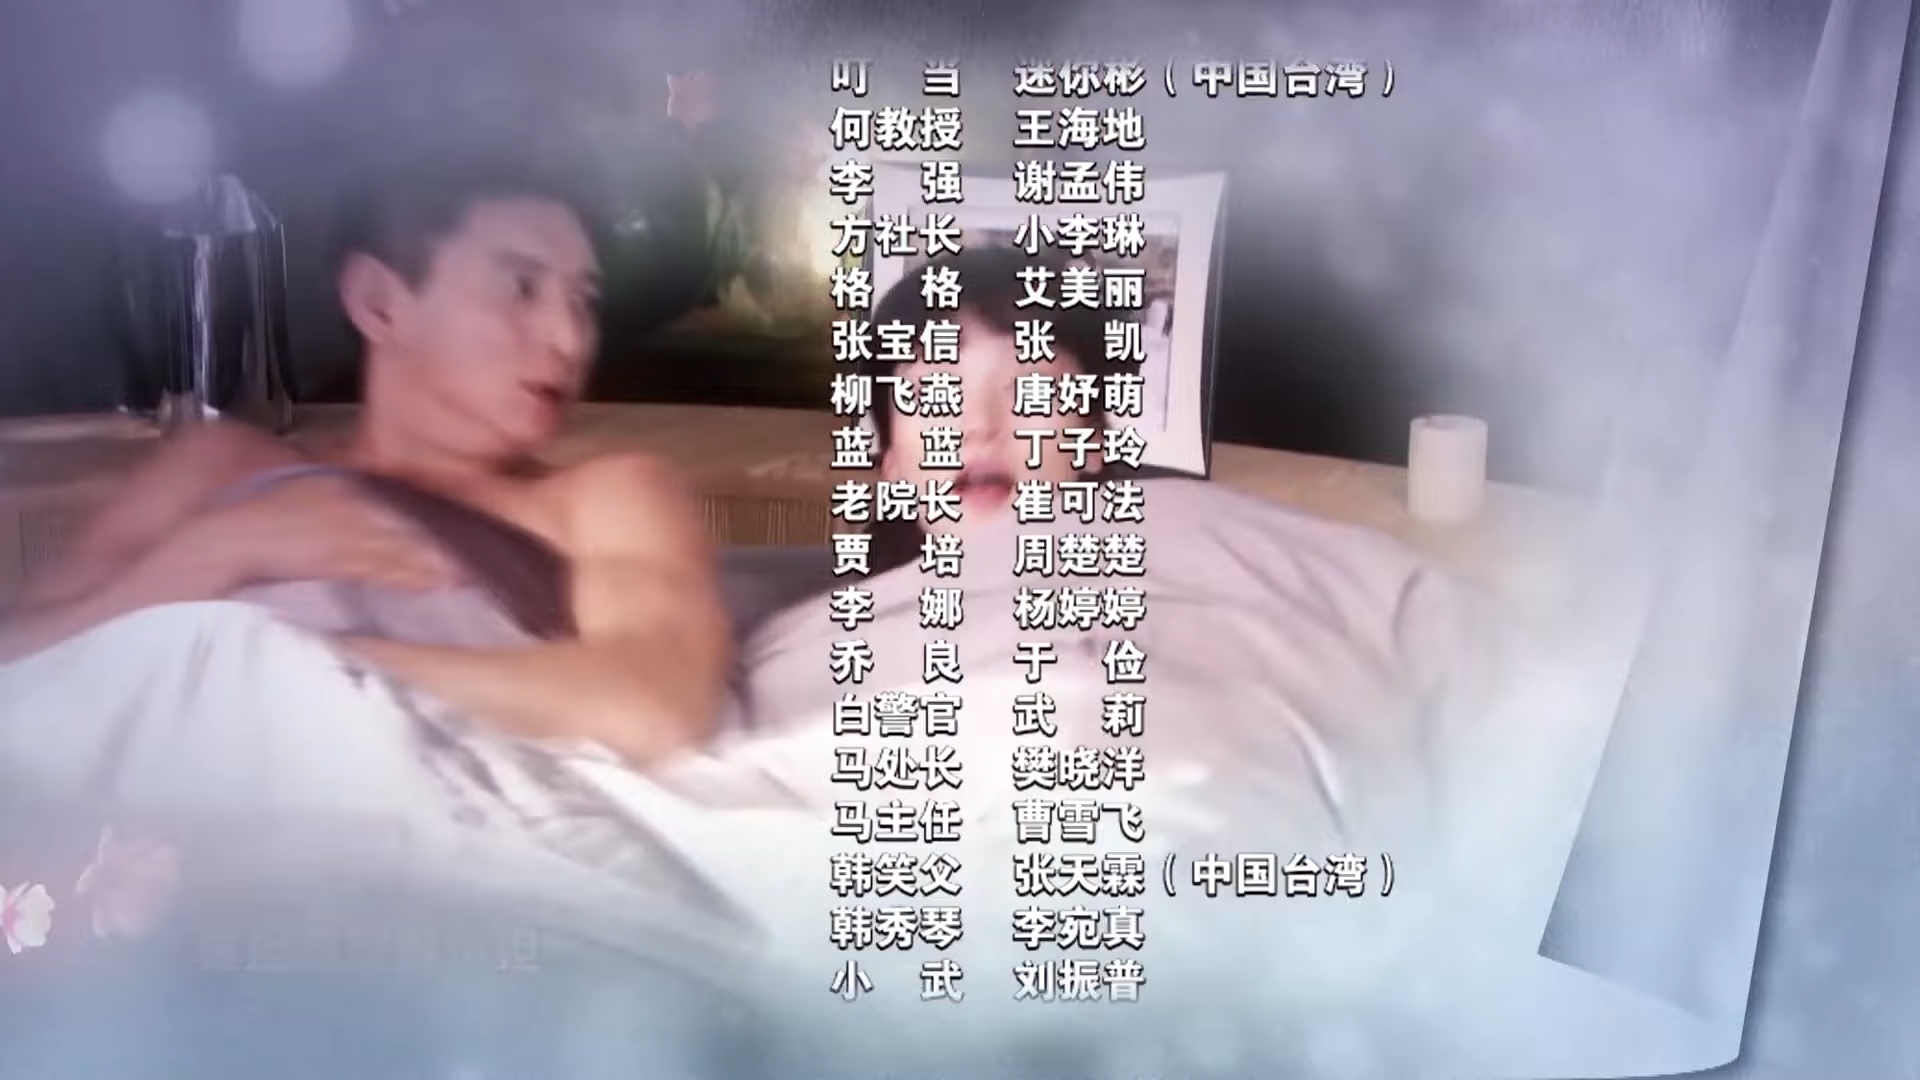 叮 当 迷你彬（中国台湾）
何教授 王海地
李 强 谢孟伟
方社长 小李琳
格 格 艾美丽
张宝信 张 凯
柳飞燕 唐妤萌
蓝 蓝 丁子玲
老院长 崔可法
贾 培 周楚楚
李 娜 杨婷婷
乔 良 于 俭
白警官 武 莉
马处长 樊晓洋
马主任 曹雪飞
韩笑父 张天霖（中国台湾）
韩秀琴 李宛真
小 武 刘振普